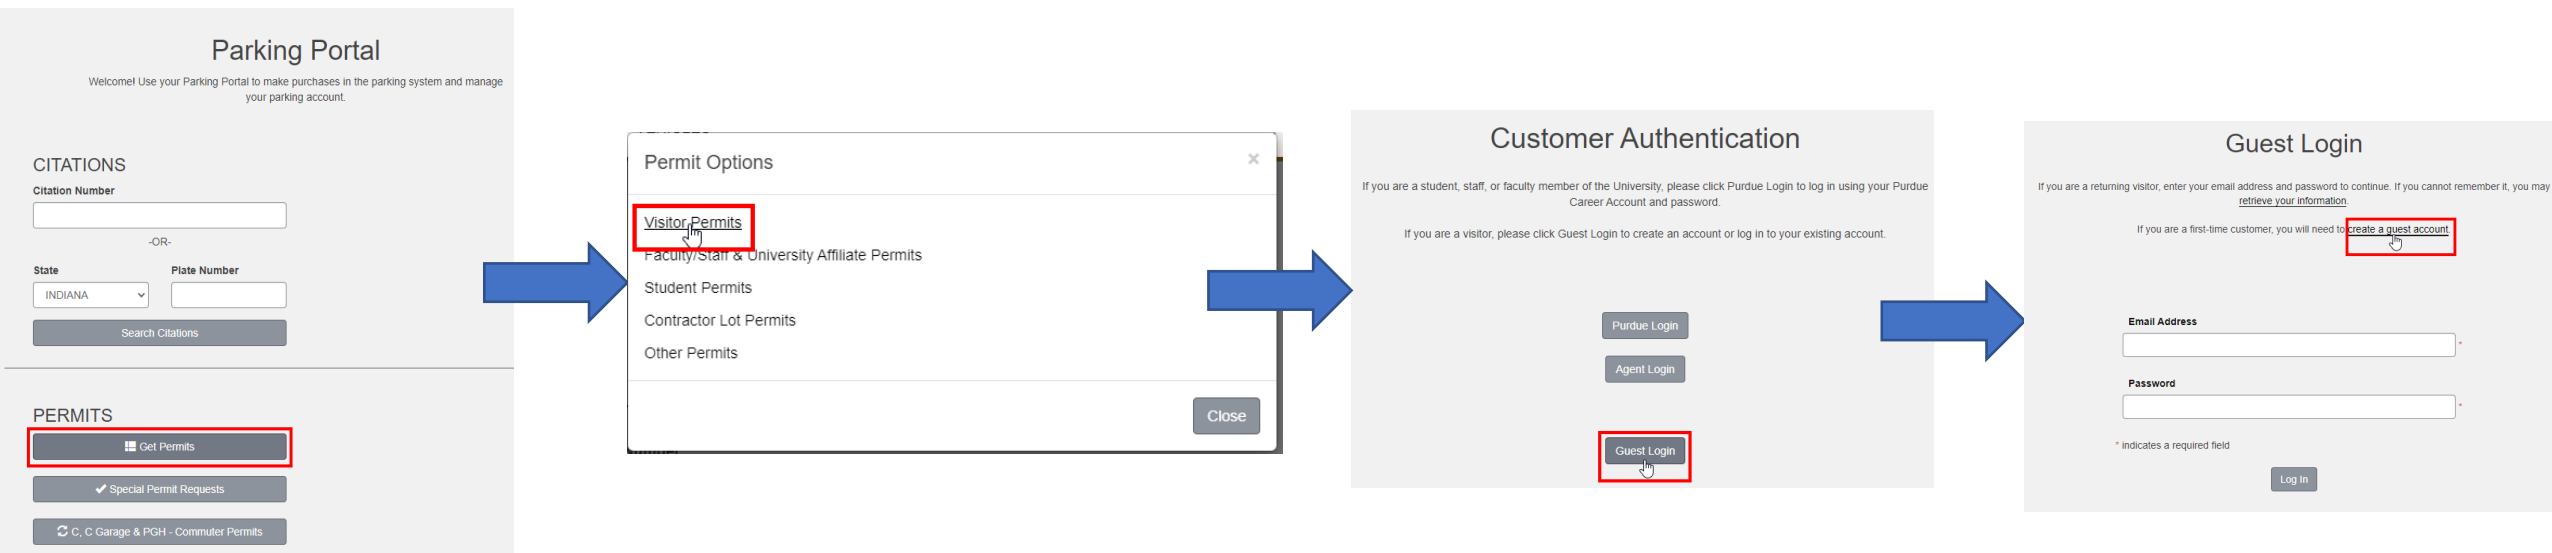 Parking Portal
Welcome! Use your Parking Portal to make purchases in the parking system and manage
your parking account.
CITATIONS
Citation Number
-OR-
State Plate Number
INDIANA
Search Citations
PERMITS
Get Permits
Special Permit Requests
C, C Garage & PGH - Commuter Permits
Permit Options
×
Visitor Permits
Faculty/Staff & University Affiliate Permits
Student Permits
Contractor Lot Permits
Other Permits
Close
Customer Authentication
If you are a student, staff, or faculty member of the University, please click Purdue Login to log in using your Purdue
Career Account and password.
If you are a visitor, please click Guest Login to create an account or log in to your existing account.
Purdue Login
Agent Login
Guest Login
Guest Login
If you are a returning visitor, enter your email address and password to continue. If you cannot remember it, you may
retrieve your information.
If you are a first-time customer, you will need to create a guest account.
Email Address
*
Password
*
* indicates a required field
Log In